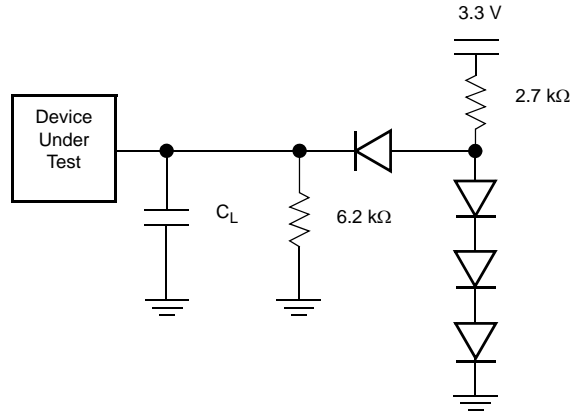 3.3 V
2.7 kΩ
Device
Under
Test
C_L
6.2 kΩ